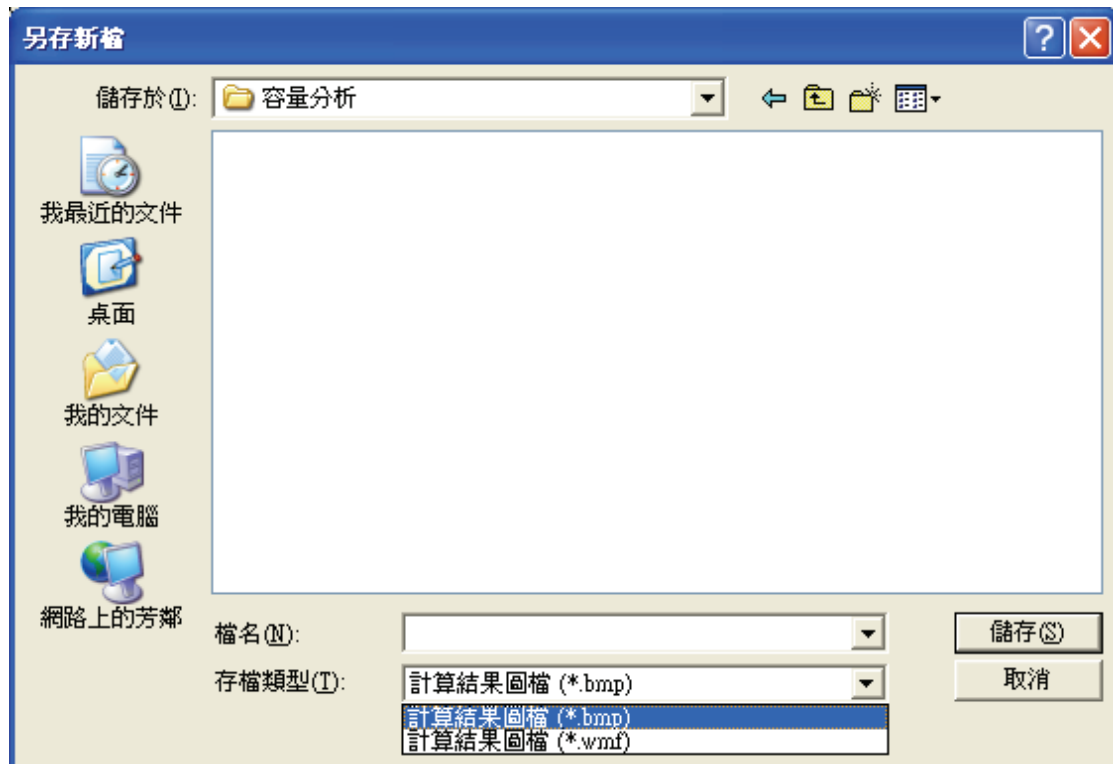 另存新檔
儲存於(I): 容量分析
我最近的文件
桌面
我的文件
我的電腦
網路上的芳鄰
檔名(N):
儲存(S)
存檔類型(T): 計算結果圖檔 (*.bmp)
取消
計算結果圖檔 (*.bmp)
計算結果圖檔 (*.wmf)